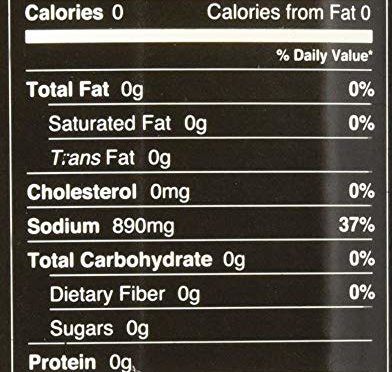 Calories 0 Calories from Fat 0
% Daily Value*
Total Fat 0g 0%
Saturated Fat 0g 0%
Trans Fat 0g
Cholesterol 0mg 0%
Sodium 890mg 37%
Total Carbohydrate 0g 0%
Dietary Fiber 0g 0%
Sugars 0g
Protein 0g